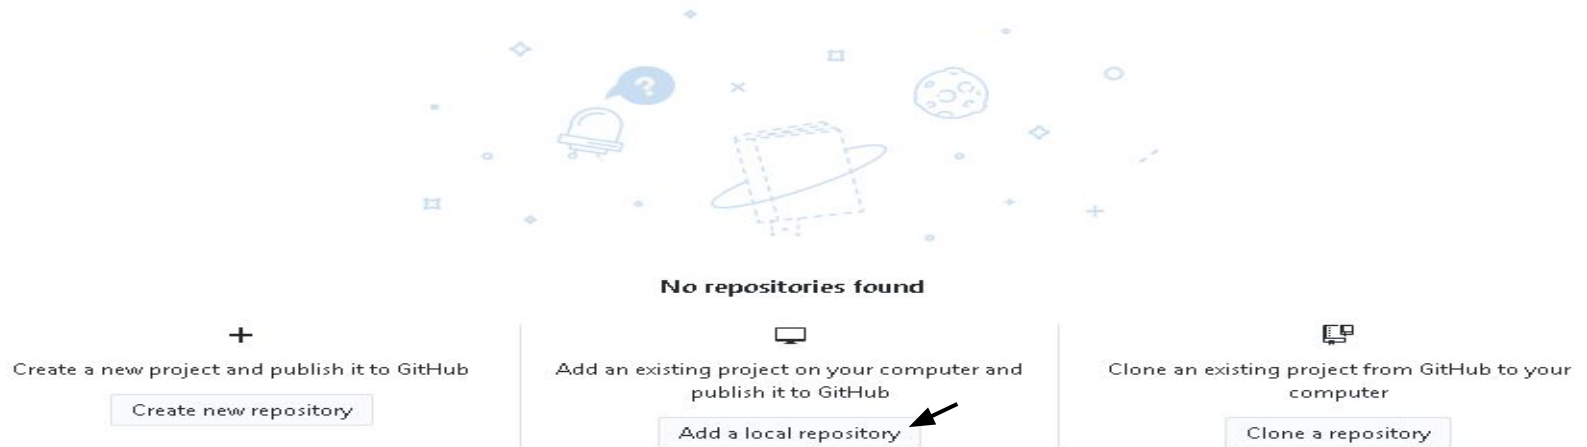 ?
No repositories found
Create a new project and publish it to GitHub
Create new repository
Add an existing project on your computer and
publish it to GitHub
Add a local repository
Clone an existing project from GitHub to your
computer
Clone a repository